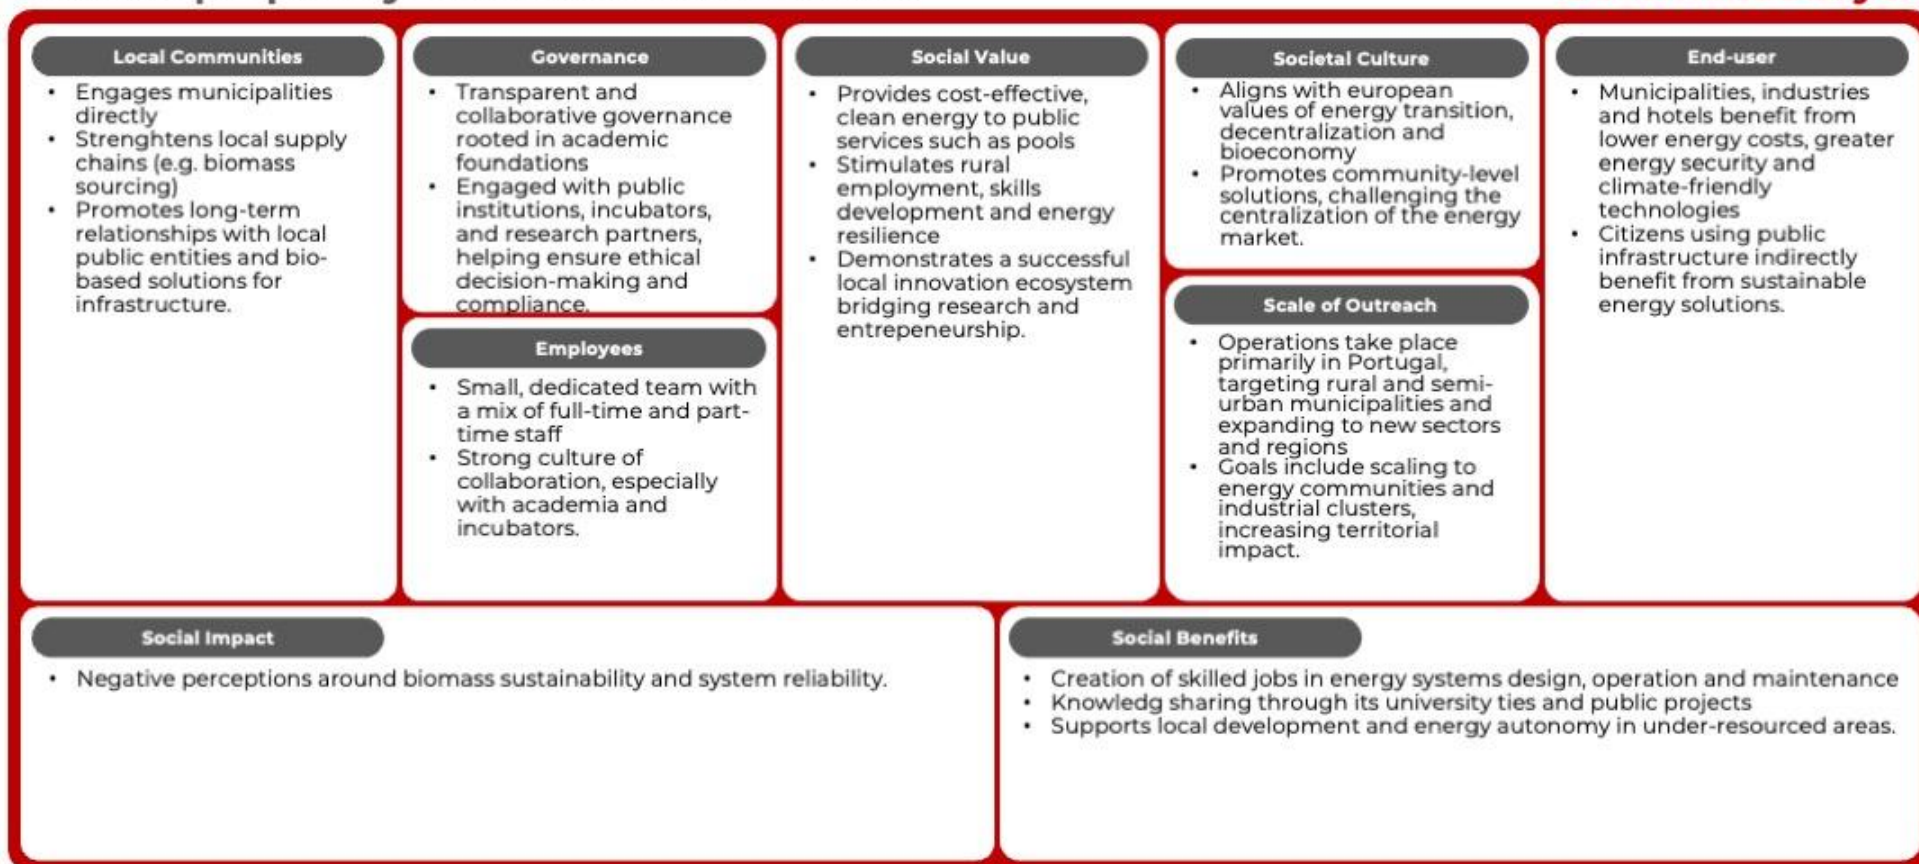 Local Communities
• Engages municipalities
directly
• Strenghtens local supply
chains (e.g. biomass
sourcing)
• Promotes long-term
relationships with local
public entities and bio-
based solutions for
infrastructure.
Governance
• Transparent and
collaborative governance
rooted in academic
foundations
• Engaged with public
institutions, incubators,
and research partners,
helping ensure ethical
decision-making and
compliance.
Employees
• Small, dedicated team with
a mix of full-time and part-
time staff
• Strong culture of
collaboration, especially
with academia and
incubators.
Social Value
• Provides cost-effective,
clean energy to public
services such as pools
• Stimulates rural
employment, skills
development and energy
resilience
• Demonstrates a successful
local innovation ecosystem
bridging research and
entrepeneurship.
Societal Culture
• Aligns with european
values of energy transition,
decentralization and
bioeconomy
• Promotes community-level
solutions, challenging the
centralization of the energy
market.
Scale of Outreach
• Operations take place
primarily in Portugal,
targeting rural and semi-
urban municipalities and
expanding to new sectors
and regions
• Goals include scaling to
energy communities and
industrial clusters,
increasing territorial
impact.
End-user
• Municipalities, industries
and hotels benefit from
lower energy costs, greater
energy security and
climate-friendly
technologies
• Citizens using public
infrastructure indirectly
benefit from sustainable
energy solutions.
Social Impact
• Negative perceptions around biomass sustainability and system reliability.
Social Benefits
• Creation of skilled jobs in energy systems design, operation and maintenance
• Knowledg sharing through its university ties and public projects
• Supports local development and energy autonomy in under-resourced areas.